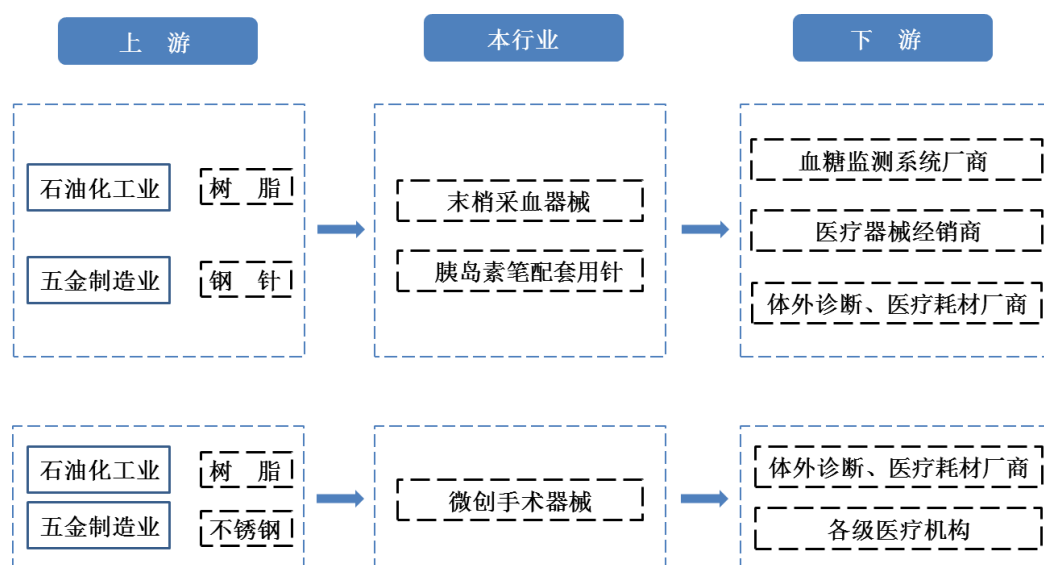 上 游
本行业
下 游
石油化工业
树 脂
五金制造业
钢 针
末梢采血器械
胰岛素笔配套用针
血糖监测系统厂商
医疗器械经销商
体外诊断、医疗耗材厂商
石油化工业
树 脂
五金制造业
不锈钢
微创手术器械
体外诊断、医疗耗材厂商
各级医疗机构